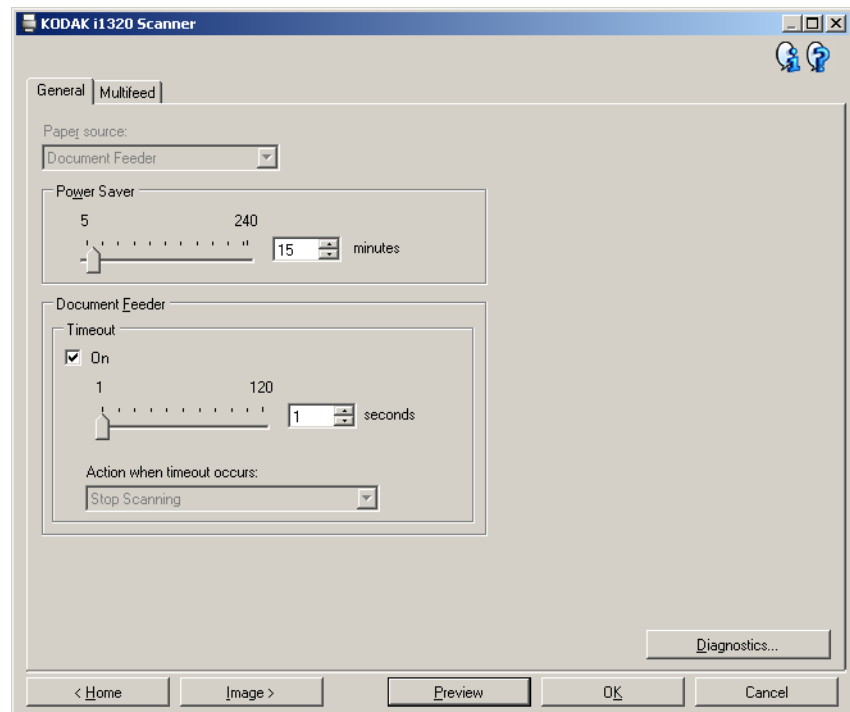 KODAK i1320 Scanner
General Multifeed
Paper source:
Document Feeder
Power Saver
5 240
15 minutes
Document Feeder
Timeout
On
1 120
1 seconds
Action when timeout occurs:
Stop Scanning
Diagnostics...
< Home Image > Preview OK Cancel